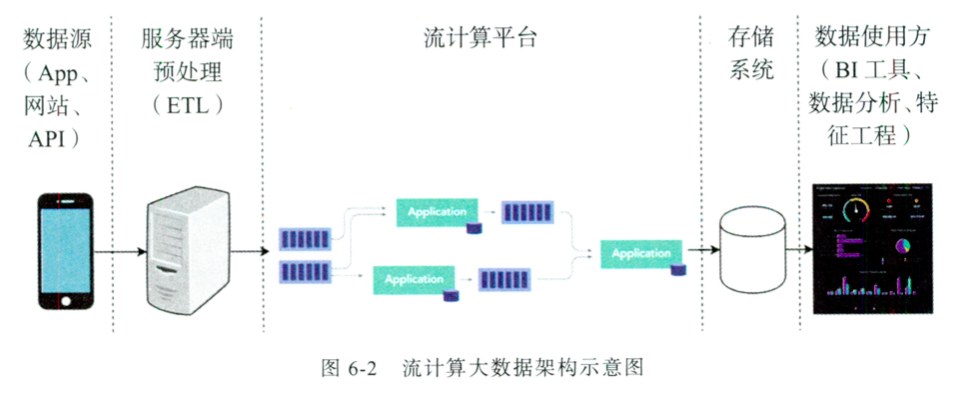 数据源
（App、
网站、
API）
服务器端
预处理
（ETL）
流计算平台
存储
系统
数据使用方
（BI 工具、
数据分析、特
征工程）
Application
Application
Application
图 6-2 流计算大数据架构示意图